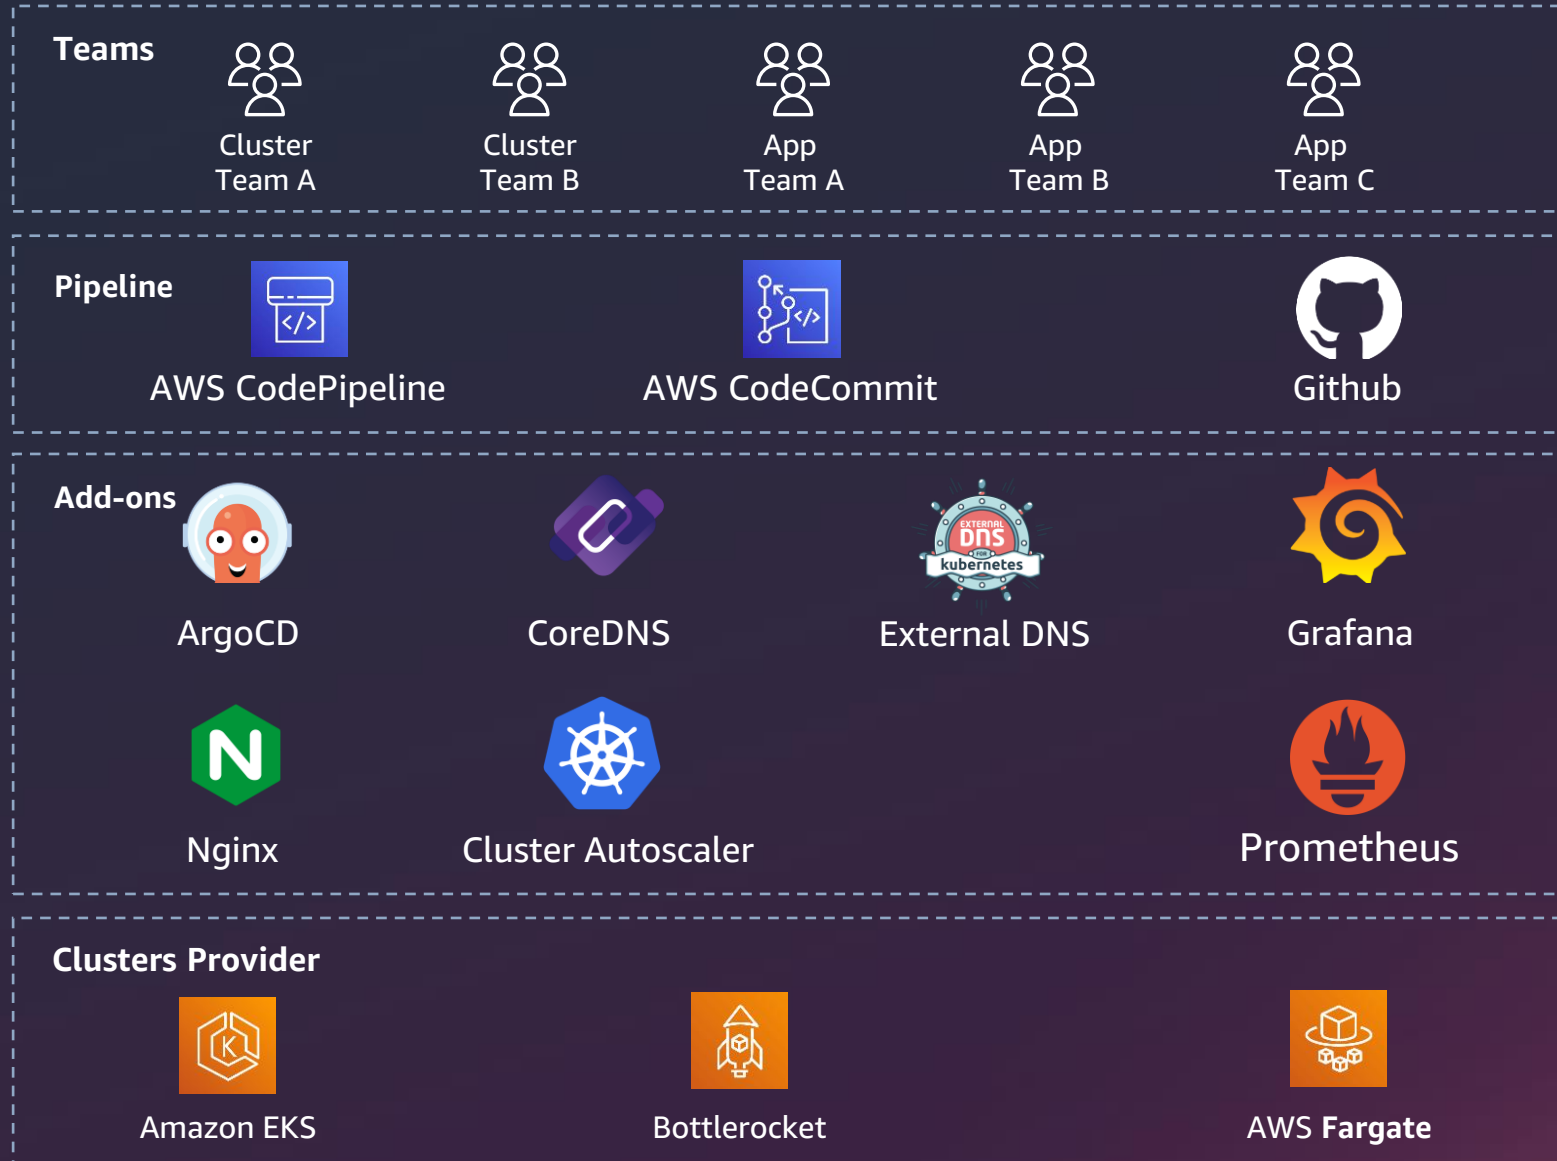 Teams
Cluster
Team A
Cluster
Team B
App
Team A
App
Team B
App
Team C
Pipeline
</>
AWS CodePipeline
</>
AWS CodeCommit
Github
Add-ons
ArgoCD
CoreDNS
EXTERNAL
DNS
FOR
kubernetes
External DNS
Grafana
N
Nginx
Cluster Autoscaler
Prometheus
Clusters Provider
K
Amazon EKS
Bottlerocket
AWS Fargate